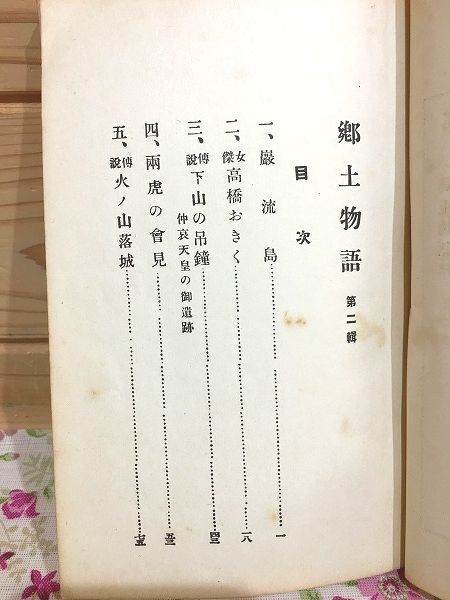 郷土物語 第二輯
目次
一、巖流島……一
二、女傑高橋おきく……一八
三、傳說下山の吊鐘……四三
仲哀天皇の御遺跡
四、兩虎の會見……五三
五、傳說火ノ山落城……七五